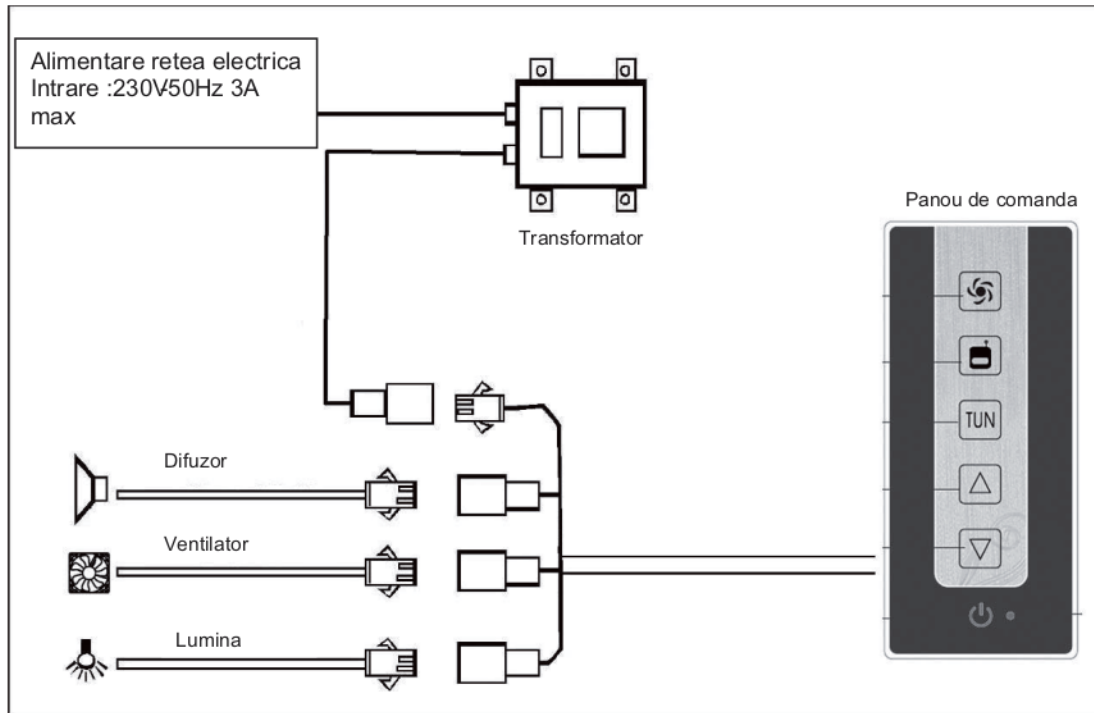 Alimentare retea electrica
Intrare :230V-50Hz 3A
max
Transformator
Panou de comanda
TUN
Difuzor
Ventilator
Lumina